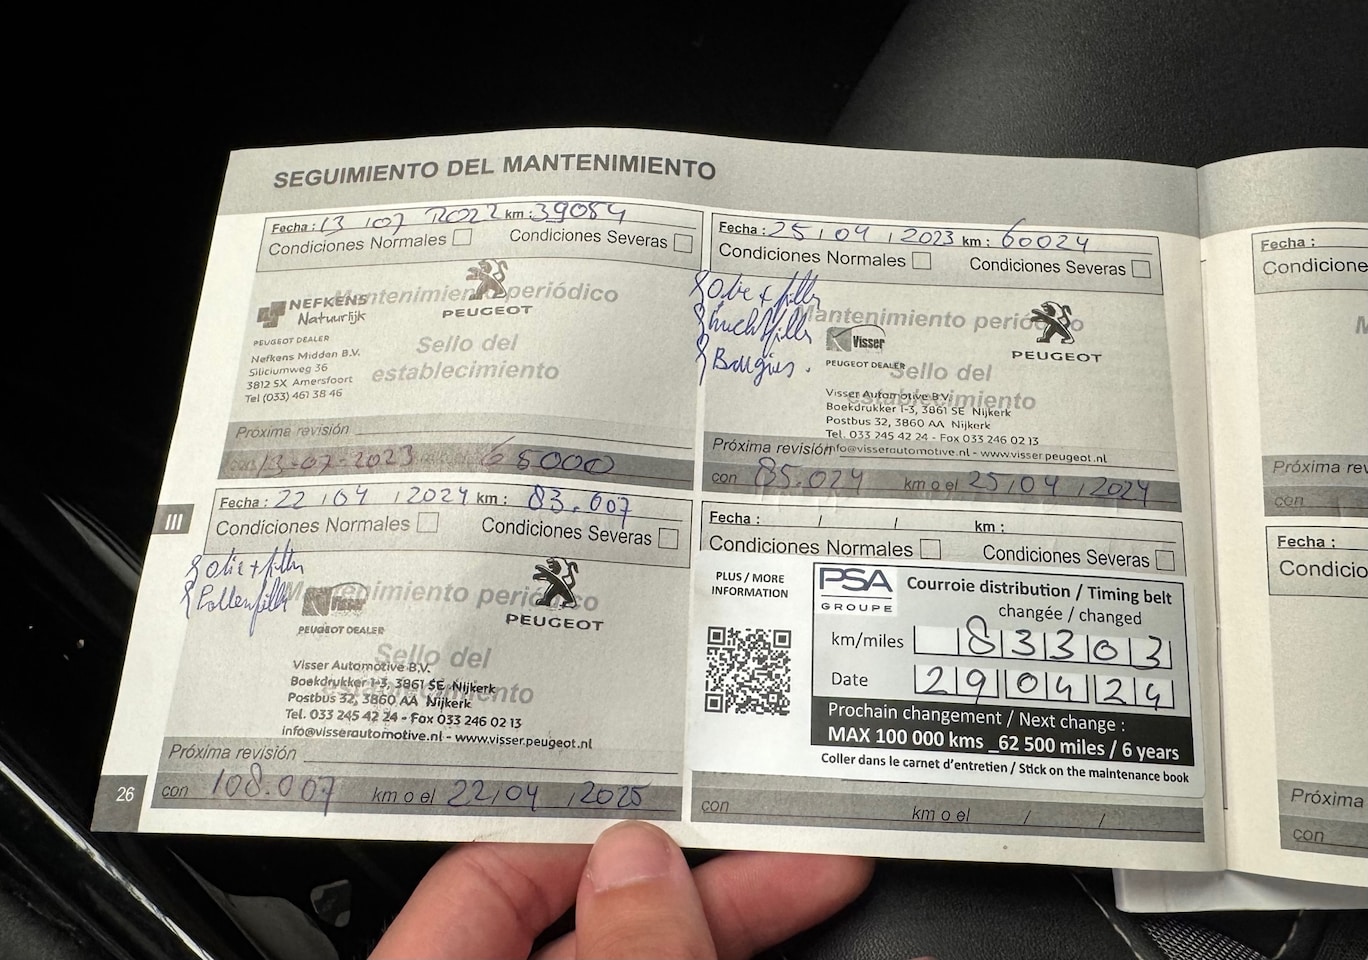 SEGUIMIENTO DEL MANTENIMIENTO
Fecha : 13 / 07 2022 km : 39084
Condiciones Normales
Condiciones Severas
Mantenimiento periódico
NEFKENS
Natuurlijk
PEUGEOT
PEUGEOT DEALER
Nefkens Midden B.V.
Siliciumweg 36
3812 SX Amersfoort
Tel (033) 461 38 46
Sello del
establecimiento
Próxima revisión
con 13-07-2023 68000
Fecha : 25 / 04 / 2023 km : 60024
Condiciones Normales
Condiciones Severas
Olie + filter
Luchtfilter
Bougies.
Mantenimiento periódico
Visser
PEUGEOT
PEUGEOT DEALER
Sello del
establecimiento
Visser Automotive B.V.
Boekdrukker 1-3, 3861 SE Nijkerk
Postbus 32, 3860 AA Nijkerk
Tel. 033 245 42 24 - Fax 033 246 02 13
info@visserautomotive.nl - www.visser.peugeot.nl
Próxima revisión
con 85.024 km o el 25 / 04 / 2024
III
Fecha : 22 / 04 / 2024 km : 83.007
Condiciones Normales
Condiciones Severas
Olie + filter
Pollenfilter
Mantenimiento periódico
Visser
PEUGEOT
PEUGEOT DEALER
Sello del
establecimiento
Visser Automotive B.V.
Boekdrukker 1-3, 3861 SE Nijkerk
Postbus 32, 3860 AA Nijkerk
Tel. 033 245 42 24 - Fax 033 246 02 13
info@visserautomotive.nl - www.visser.peugeot.nl
Próxima revisión
con 108.007 km o el 22 / 04 / 2025
26
Fecha : / / km :
Condiciones Normales
Condiciones Severas
PLUS / MORE
INFORMATION
PSA
GROUPE
Courroie distribution / Timing belt
changée / changed
km/miles 83303
Date 290424
Prochain changement / Next change :
MAX 100 000 kms _62 500 miles / 6 years
Coller dans le carnet d'entretien / Stick on the maintenance book
con km o el / /
Fecha :
Condicione
M
Próxima rev
con
Fecha :
Condicio
Próxima
con